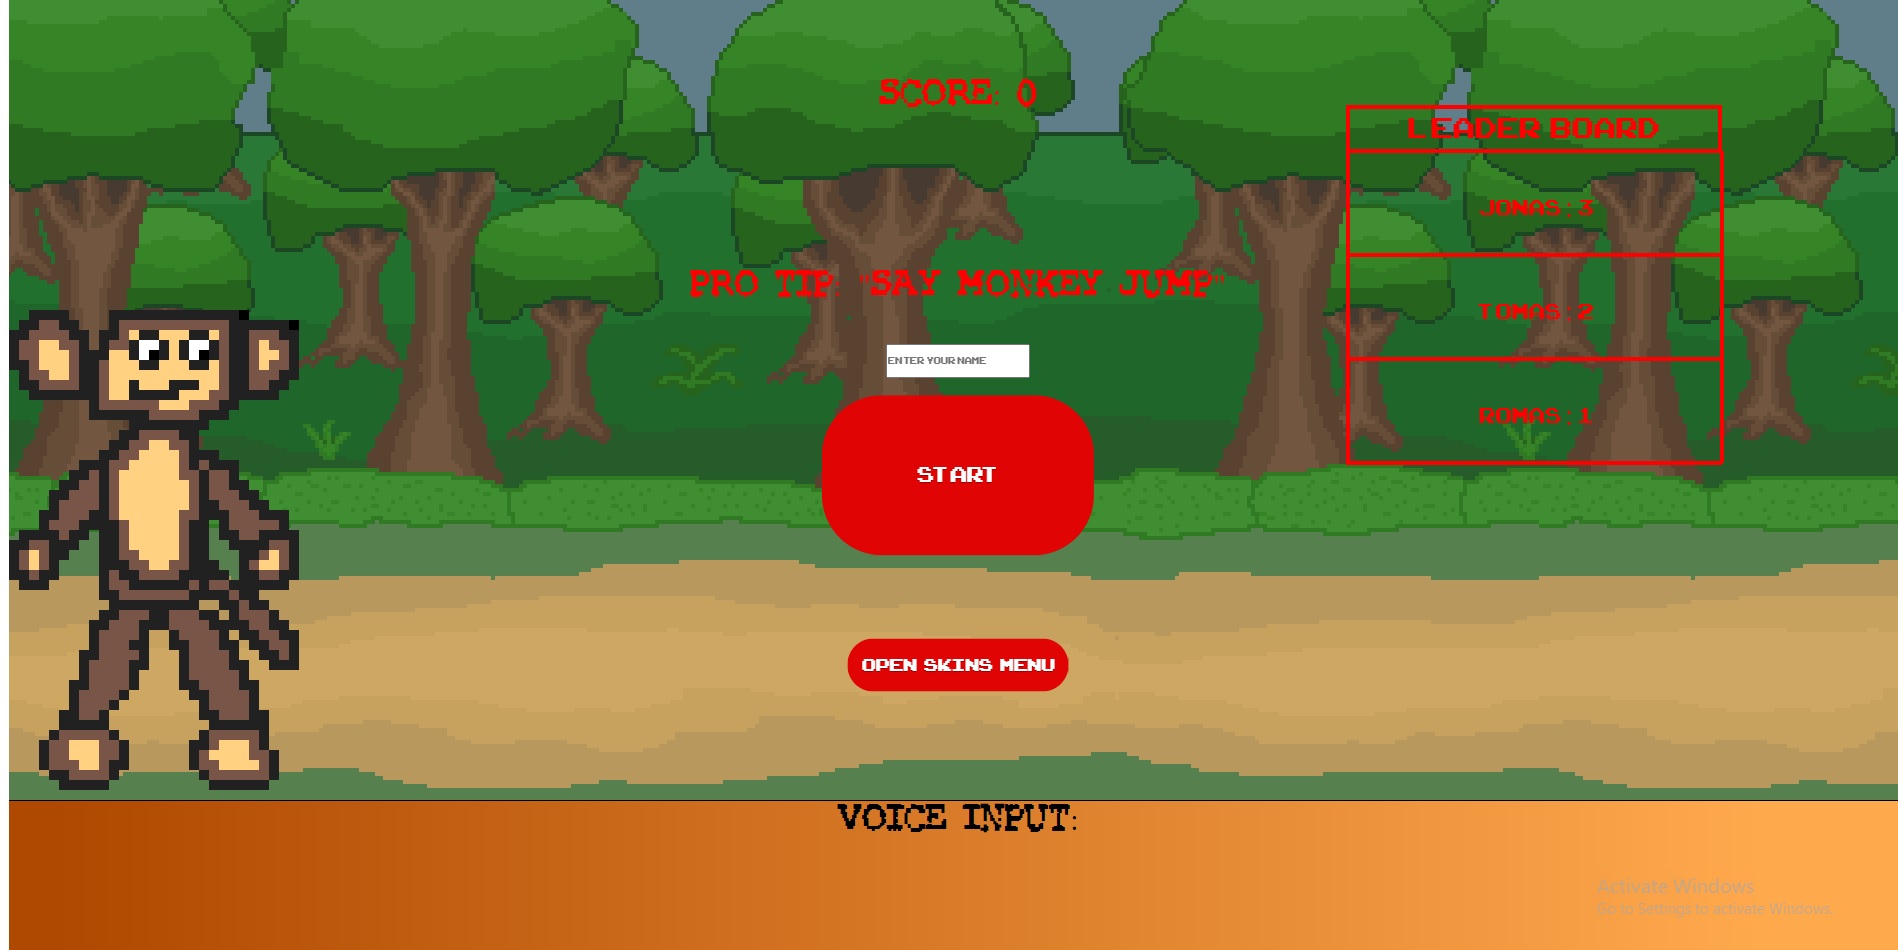 SCORE: 0
LEADER BOARD
JONAS:3
PRO TIP: "SAY MONKEY JUMP"
TOMAS:2
ENTER YOUR NAME
ROMAS:1
START
OPEN SKINS MENU
VOICE INPUT:
Activate Windows
Go to Settings to activate Windows.